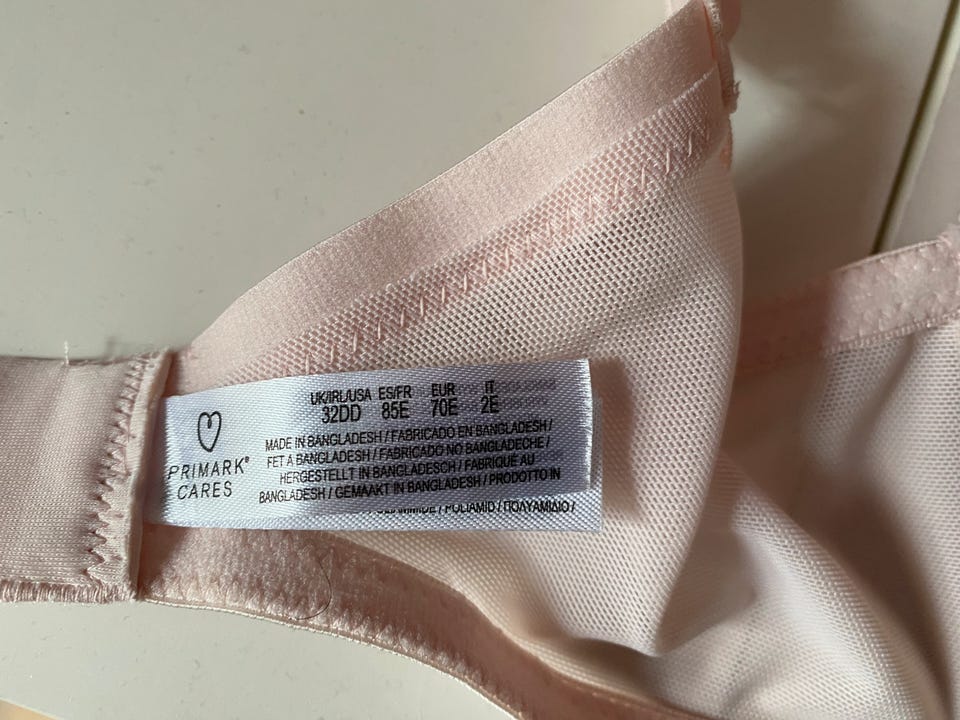 PRIMARK®
CARES
UK/IRL/USA ES/FR EUR IT
32DD 85E 70E 2E
MADE IN BANGLADESH / FABRICADO EN BANGLADESH /
FET A BANGLADESH / FABRICADO NO BANGLADECHE /
HERGESTELLT IN BANGLADESCH / FABRIQUE AU
BANGLADESH / GEMAAKT IN BANGLADESH / PRODOTTO IN
/ POLIAMID / ΠΟΛΥΑΜΙΔΙΟ /